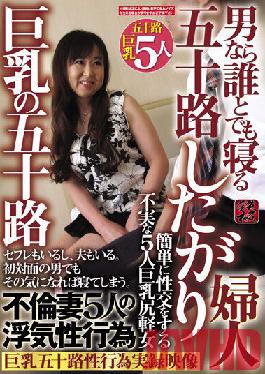 男なら誰とでも寝る
五十路したがり婦人
五十路
巨乳
5人
巨乳の五十路
簡単に性交をする
不実な5人巨乳尻軽女
セフレもいるし、夫もいる。
初対面の男でも
その気になれば寝てしまう。
不倫妻5人の
浮気性行為
巨乳五十路性行為実録映像